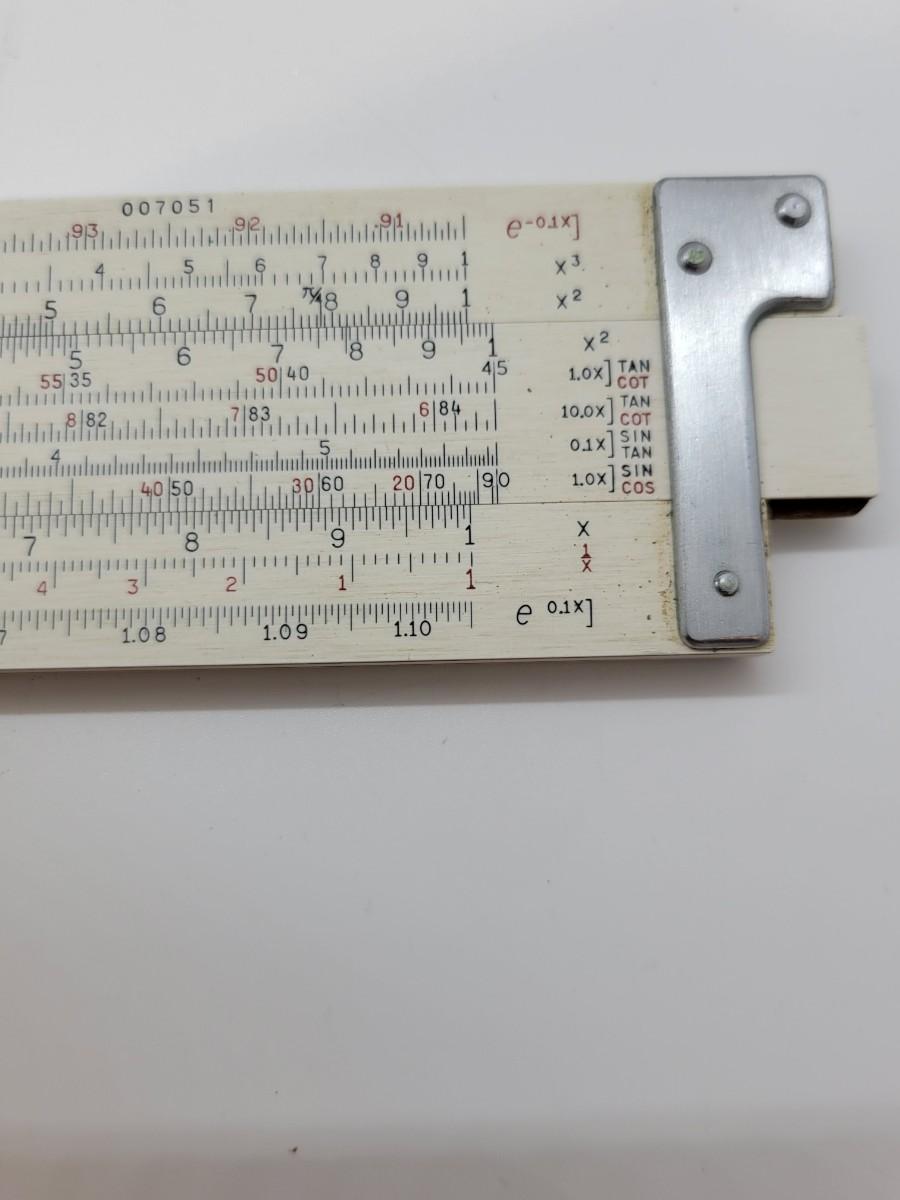 007051
.93 .92 .91 e-0.1X]
4 5 6 7 8 9 1 X3
5 6 7 π/4 8 9 1 X2
5 6 7 8 9 1 X2
55 35 50 40 45 1.0X] TAN COT
8 82 7 83 6 84 10.0X] TAN COT
4 5 0.1X] SIN TAN
40 50 30 60 20 70 90 1.0X] SIN COS
7 8 9 1 X
4 3 2 1 1 1/X
7 1.08 1.09 1.10 e 0.1X]